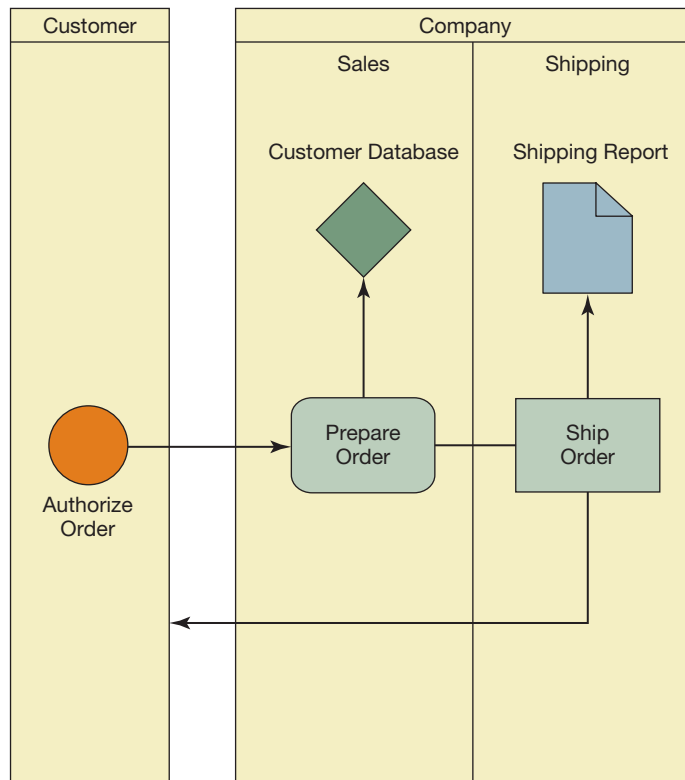 Customer
Company
Sales
Shipping
Customer Database
Shipping Report
Prepare
Order
Ship
Order
Authorize
Order